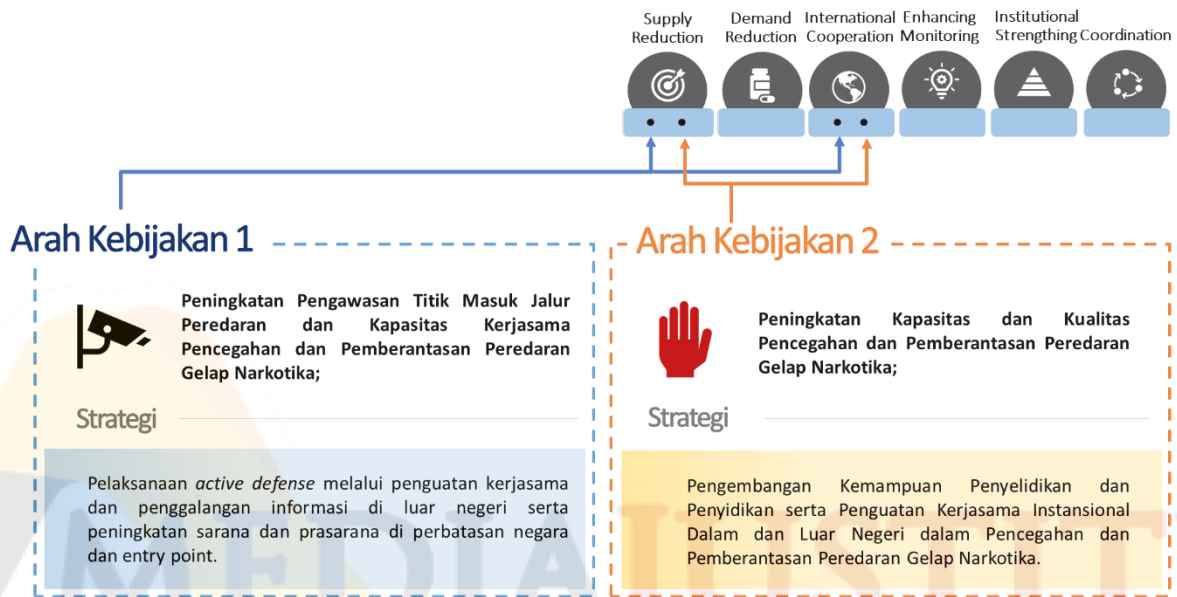 Supply Reduction
Demand Reduction
International Cooperation
Enhancing Monitoring
Institutional Strengthing
Coordination
Arah Kebijakan 1
Peningkatan Pengawasan Titik Masuk Jalur
Peredaran dan Kapasitas Kerjasama
Pencegahan dan Pemberantasan Peredaran
Gelap Narkotika;
Strategi
Pelaksanaan active defense melalui penguatan kerjasama
dan penggalangan informasi di luar negeri serta
peningkatan sarana dan prasarana di perbatasan negara
dan entry point.
Arah Kebijakan 2
Peningkatan Kapasitas dan Kualitas
Pencegahan dan Pemberantasan Peredaran
Gelap Narkotika;
Strategi
Pengembangan Kemampuan Penyelidikan dan
Penyidikan serta Penguatan Kerjasama Instansional
Dalam dan Luar Negeri dalam Pencegahan dan
Pemberantasan Peredaran Gelap Narkotika.